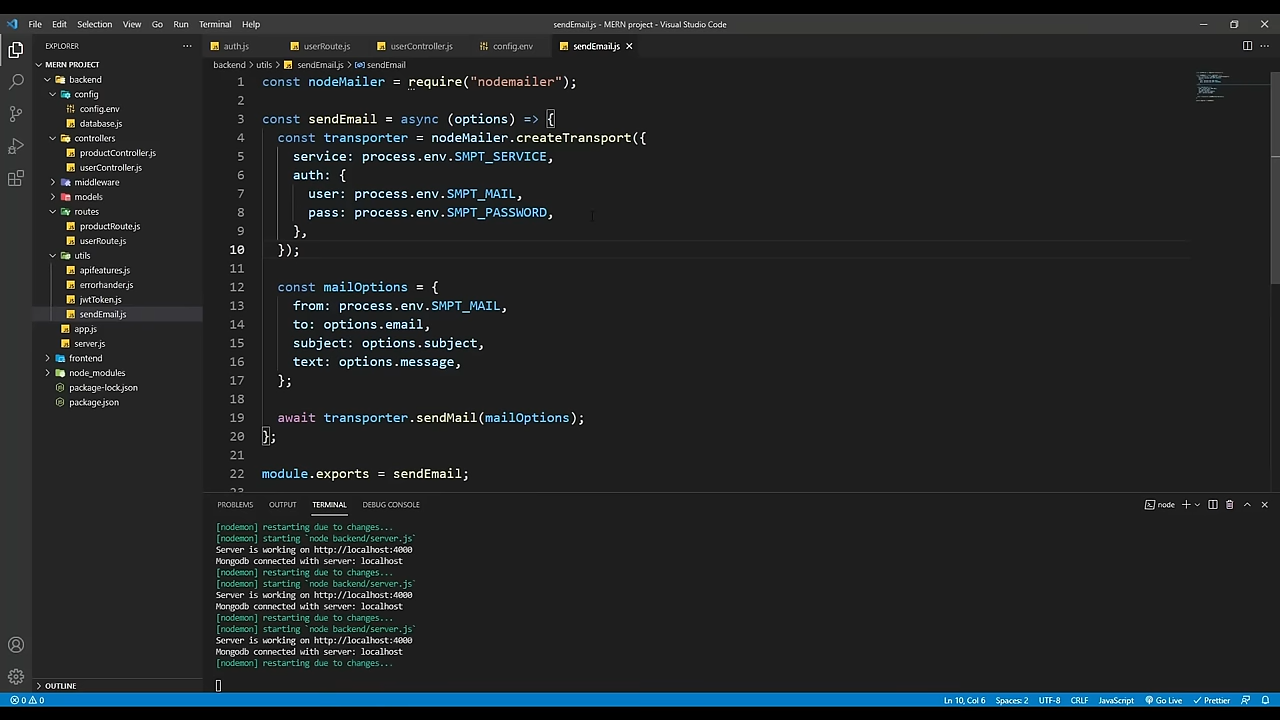 File Edit Selection View Go Run Terminal Help
sendEmail.js - MERN project - Visual Studio Code
EXPLORER
MERN PROJECT
backend
config
config.env
database.js
controllers
productController.js
userController.js
middleware
models
routes
productRoute.js
userRoute.js
utils
apifeatures.js
errorhander.js
jwtToken.js
sendEmail.js
app.js
server.js
frontend
node_modules
package-lock.json
package.json
OUTLINE
auth.js userRoute.js userController.js config.env sendEmail.js
backend > utils > sendEmail.js > sendEmail
1 const nodeMailer = require("nodemailer");
2
3 const sendEmail = async (options) => {
4 const transporter = nodeMailer.createTransport({
5 service: process.env.SMPT_SERVICE,
6 auth: {
7 user: process.env.SMPT_MAIL,
8 pass: process.env.SMPT_PASSWORD,
9 },
10 });
11
12 const mailOptions = {
13 from: process.env.SMPT_MAIL,
14 to: options.email,
15 subject: options.subject,
16 text: options.message,
17 };
18
19 await transporter.sendMail(mailOptions);
20 };
21
22 module.exports = sendEmail;
23
PROBLEMS OUTPUT TERMINAL DEBUG CONSOLE
node
[nodemon] restarting due to changes...
[nodemon] starting `node backend/server.js`
Server is working on http://localhost:4000
Mongodb connected with server: localhost
[nodemon] restarting due to changes...
[nodemon] starting `node backend/server.js`
Server is working on http://localhost:4000
Mongodb connected with server: localhost
[nodemon] restarting due to changes...
[nodemon] starting `node backend/server.js`
Server is working on http://localhost:4000
Mongodb connected with server: localhost
[nodemon] restarting due to changes...
0 0
Ln 10, Col 6 Spaces: 2 UTF-8 CRLF JavaScript Go Live Prettier